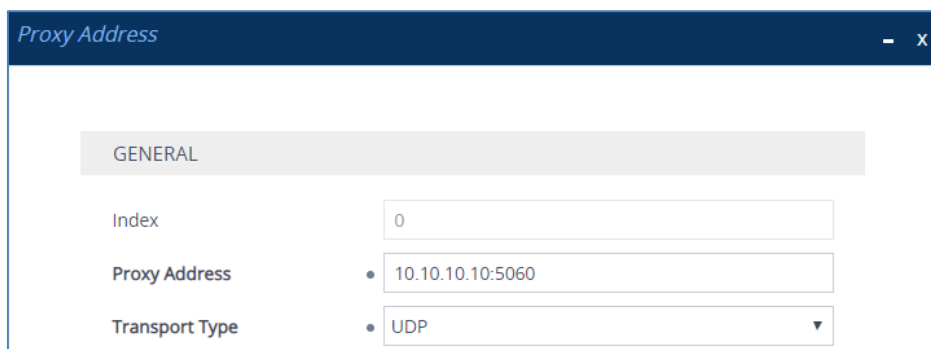 Proxy Address - x
GENERAL
Index 0
Proxy Address 10.10.10.10:5060
Transport Type UDP